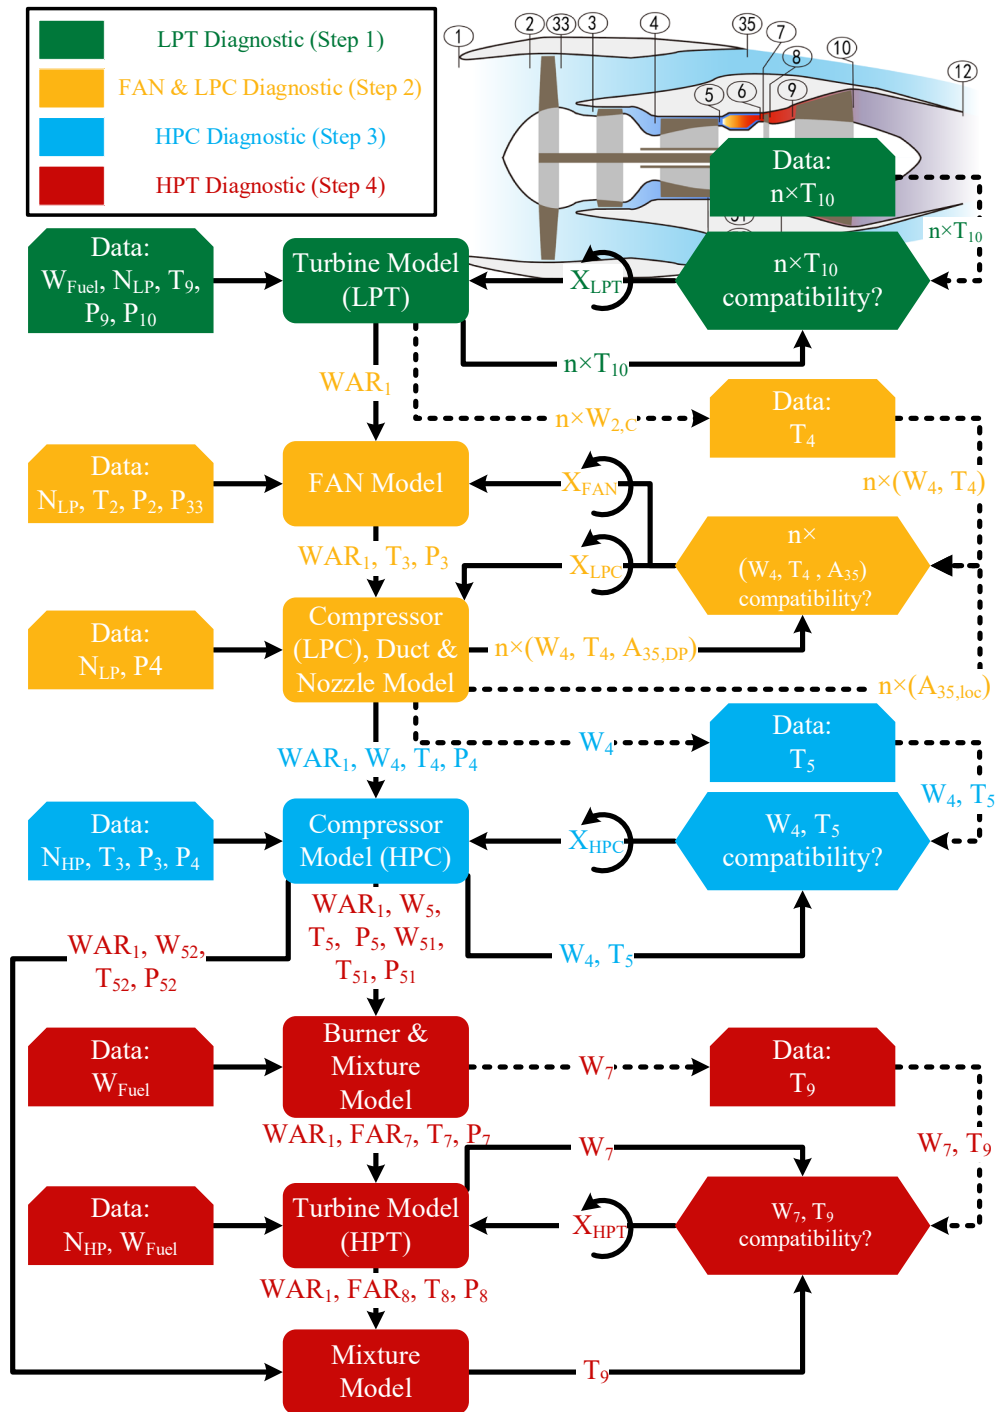 LPT Diagnostic (Step 1)
FAN & LPC Diagnostic (Step 2)
HPC Diagnostic (Step 3)
HPT Diagnostic (Step 4)
1
2
33
3
4
35
7
8
10
12
5
6
9
Data:
n×T10
n×T10
Data:
WFuel, NLP, T9,
P9, P10
Turbine Model
(LPT)
XLPT
n×T10
compatibility?
n×T10
WAR1
n×W2,C
Data:
T4
Data:
NLP, T2, P2, P33
FAN Model
XFAN
n×(W4, T4)
WAR1, T3, P3
XLPC
n×
(W4, T4 , A35)
compatibility?
Data:
NLP, P4
Compressor
(LPC), Duct &
Nozzle Model
n×(W4, T4, A35,DP)
n×(A35,loc)
WAR1, W4, T4, P4
W4
Data:
T5
W4, T5
Data:
NHP, T3, P3, P4
Compressor
Model (HPC)
XHPC
W4, T5
compatibility?
WAR1, W52,
T52, P52
WAR1, W5,
T5, P5, W51,
T51, P51
W4, T5
Data:
WFuel
Burner &
Mixture
Model
W7
Data:
T9
WAR1, FAR7, T7, P7
W7
W7, T9
Data:
NHP, WFuel
Turbine Model
(HPT)
XHPT
W7, T9
compatibility?
WAR1, FAR8, T8, P8
Mixture
Model
T9